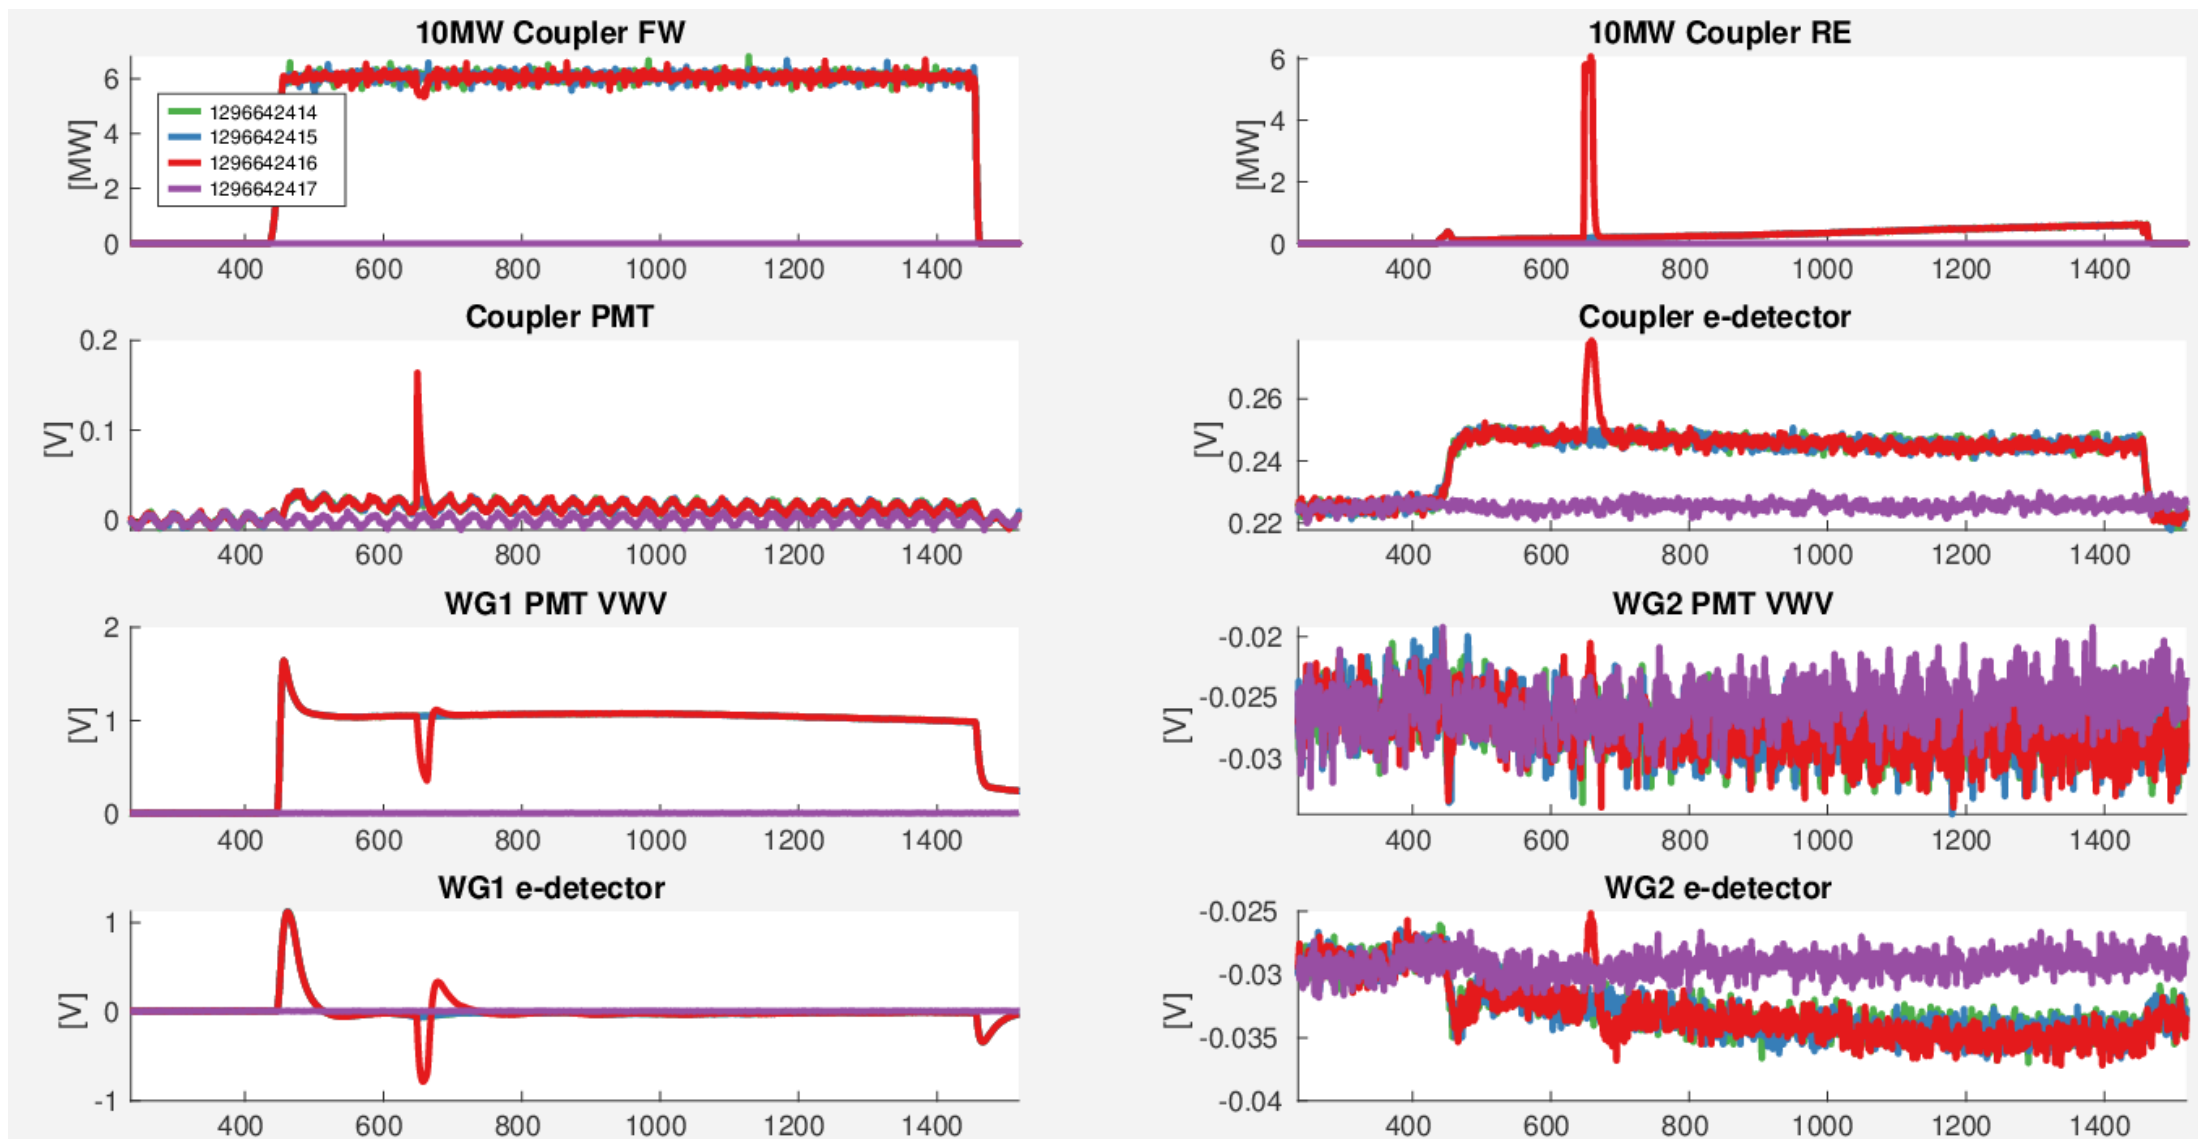 10MW Coupler FW
6
4
2
0
[MW]
1296642414
1296642415
1296642416
1296642417
400 600 800 1000 1200 1400
10MW Coupler RE
6
4
2
0
[MW]
400 600 800 1000 1200 1400
Coupler PMT
0.2
0.1
0
[V]
400 600 800 1000 1200 1400
Coupler e-detector
0.26
0.24
0.22
[V]
400 600 800 1000 1200 1400
WG1 PMT VWV
2
1
0
[V]
400 600 800 1000 1200 1400
WG2 PMT VWV
-0.02
-0.025
-0.03
[V]
400 600 800 1000 1200 1400
WG1 e-detector
1
0
-1
[V]
400 600 800 1000 1200 1400
WG2 e-detector
-0.025
-0.03
-0.035
-0.04
[V]
400 600 800 1000 1200 1400